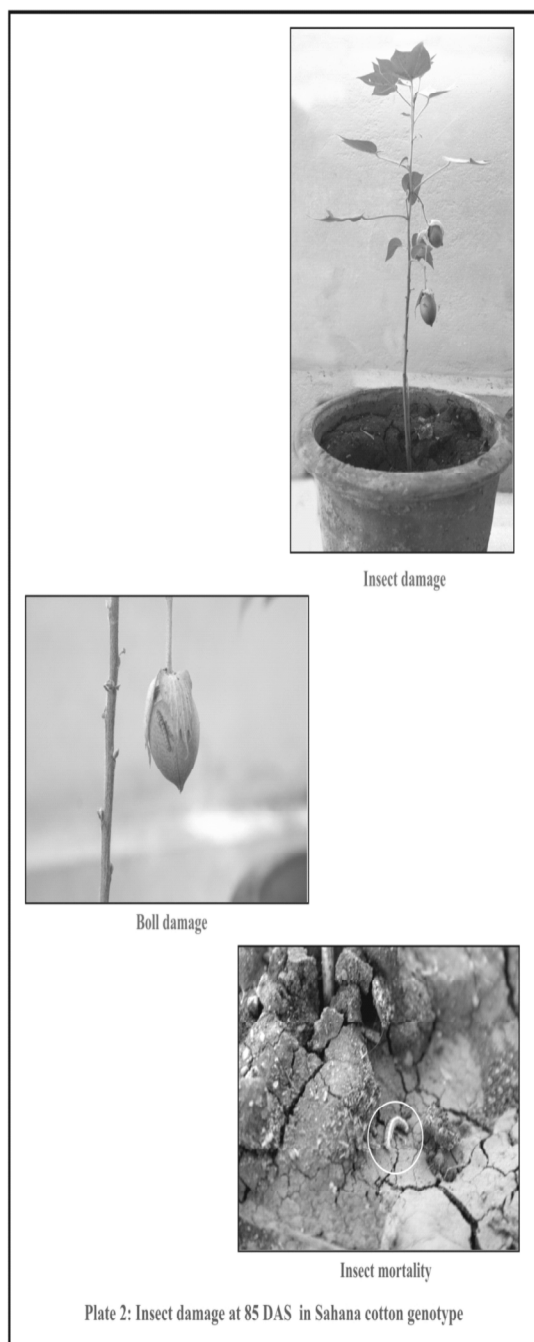 Insect damage
Boll damage
Insect mortality
Plate 2: Insect damage at 85 DAS in Sahana cotton genotype